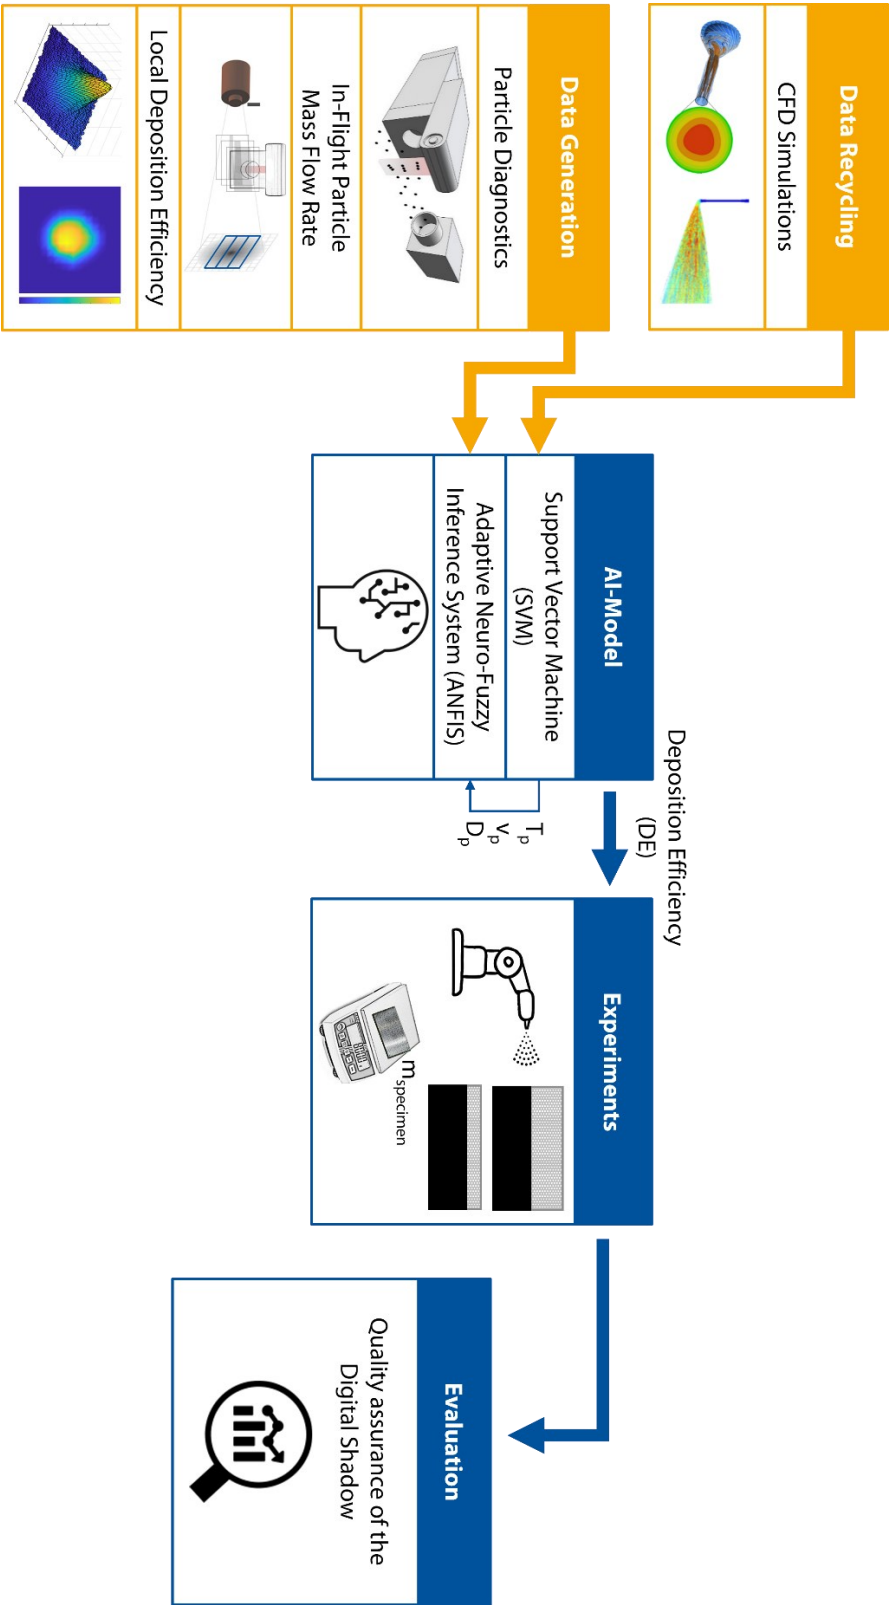 Data Recycling
CFD Simulations
Data Generation
Particle Diagnostics
In-Flight Particle
Mass Flow Rate
Local Deposition Efficiency
AI-Model
Support Vector Machine
(SVM)
Adaptive Neuro-Fuzzy
Inference System (ANFIS)
Tp
vp
Dp
Deposition Efficiency
(DE)
Experiments
mspecimen
Evaluation
Quality assurance of the
Digital Shadow